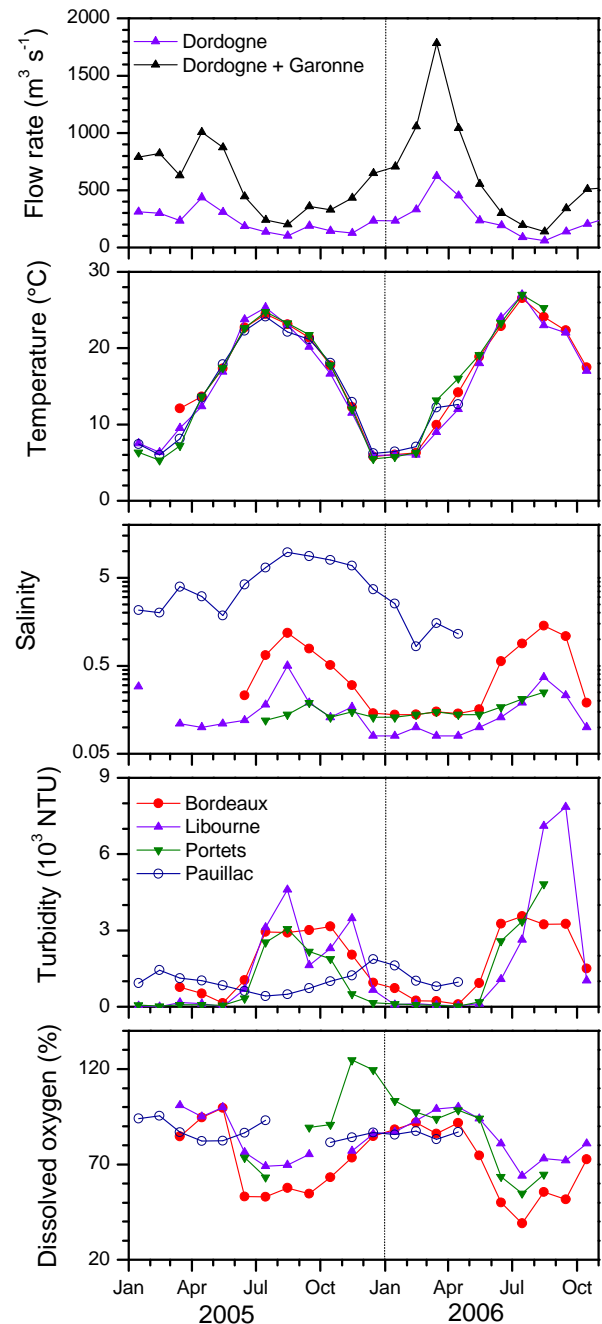 2000
1500
1000
500
0
Flow rate (m³ s⁻¹)
Dordogne
Dordogne + Garonne
30
20
10
0
Temperature (°C)
5
0.5
0.05
Salinity
9
6
3
0
Turbidity (10³ NTU)
Bordeaux
Libourne
Portets
Pauillac
120
70
20
Dissolved oxygen (%)
Jan Apr Jul Oct Jan Apr Jul Oct
2005 2006